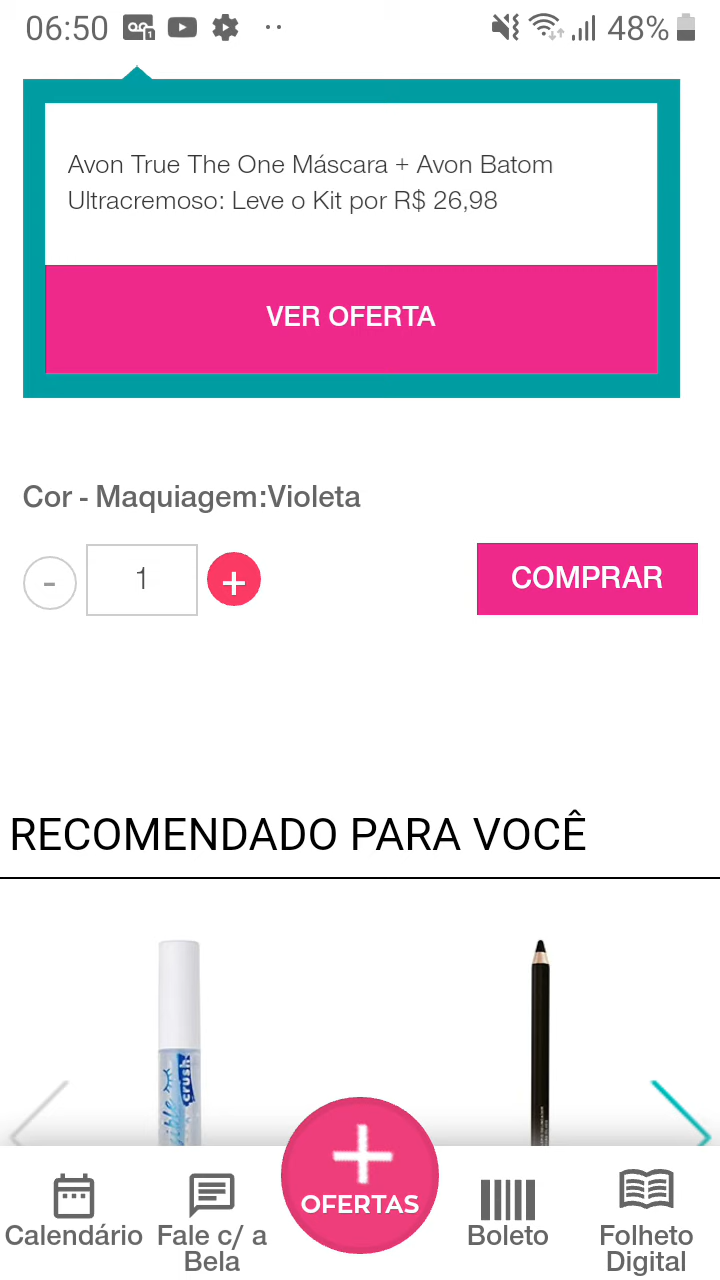 06:50
48%
Avon True The One Máscara + Avon Batom
Ultracremoso: Leve o Kit por R$ 26,98
VER OFERTA
Cor - Maquiagem:Violeta
- 1 +
COMPRAR
RECOMENDADO PARA VOCÊ
crush
OFERTAS
Calendário
Fale c/ a
Bela
Boleto
Folheto
Digital